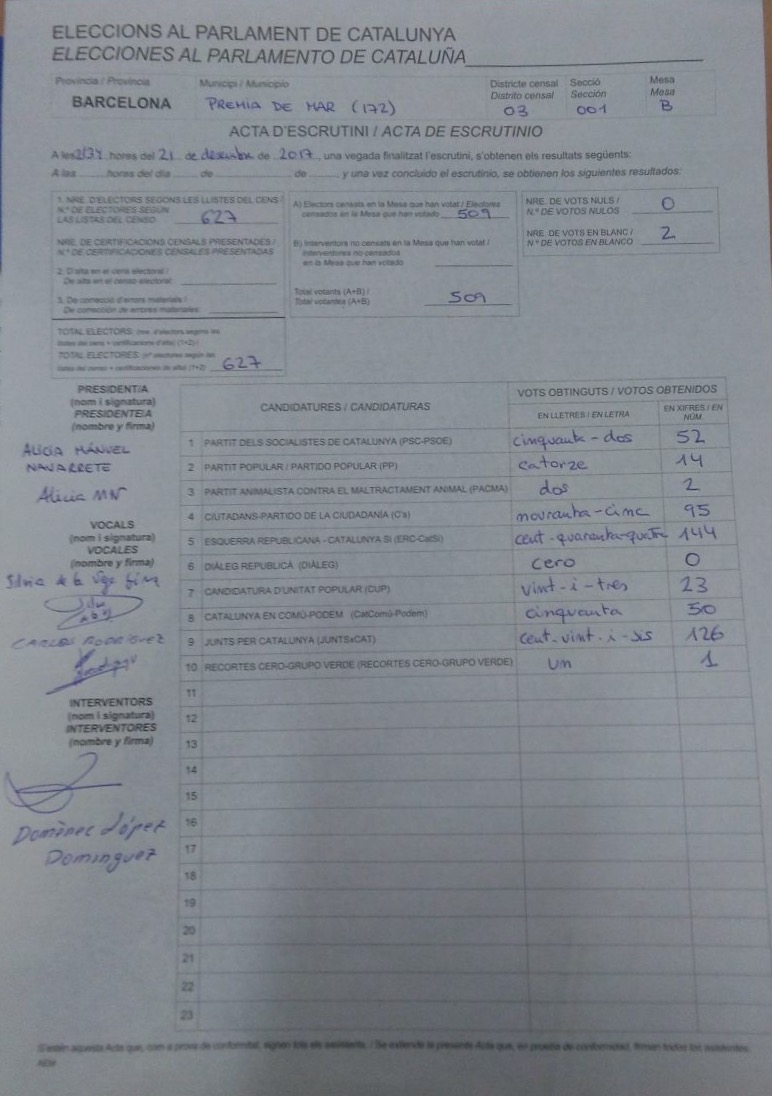 ELECCIONS AL PARLAMENT DE CATALUNYA
ELECCIONES AL PARLAMENTO DE CATALUÑA
Província / Provincia
Municipi / Municipio
Districte censal
Distrito censal
Secció
Sección
Mesa
Mesa
BARCELONA
PREMIA DE MAR (172)
03
001
B
ACTA D'ESCRUTINI / ACTA DE ESCRUTINIO
A les hores del 21 de desembre de 2017, una vegada finalitzat l'escrutini, s'obtenen els resultats següents:
A las horas del día de de , y una vez concluido el escrutinio, se obtienen los siguientes resultados:
1. NRE. D'ELECTORS SEGONS LES LLISTES DEL CENS /
N.º DE ELECTORES SEGÚN
LAS LISTAS DEL CENSO 627
NRE. DE CERTIFICACIONS CENSALS PRESENTADES /
N.º DE CERTIFICACIONES CENSALES PRESENTADAS
2. D'alta en el cens electoral /
De alta en el censo electoral:
3. De correcció d'errors materials /
De corrección de errores materiales:
TOTAL ELECTORS (nre. d'electors segons les
llistes del cens + certificacions d'alta) (1+2) /
TOTAL ELECTORES (nº electores según las
listas del censo + certificaciones de alta) (1+2) 627
A) Electors censats en la Mesa que han votat / Electores
censados en la Mesa que han votado 509
B) Interventors no censats en la Mesa que han votat /
Interventores no censados
en la Mesa que han votado
Total votants (A+B) /
Total votantes (A+B) 509
NRE. DE VOTS NULS /
N.º DE VOTOS NULOS 0
NRE. DE VOTS EN BLANC /
N.º DE VOTOS EN BLANCO 2
PRESIDENT/A
(nom i signatura)
PRESIDENTE/A
(nombre y firma)
ALICIA MÁNUEL
NAVARRETE
Alicia MN
VOCALS
(nom i signatura)
VOCALES
(nombre y firma)
Silvia de la Vega
CARLOS RODRÍGUEZ
INTERVENTORS
(nom i signatura)
INTERVENTORES
(nombre y firma)
Domènec López
Dominguez
CANDIDATURES / CANDIDATURAS
VOTS OBTINGUTS / VOTOS OBTENIDOS
EN LLETRES / EN LETRA
EN XIFRES / EN NÚM.
1 PARTIT DELS SOCIALISTES DE CATALUNYA (PSC-PSOE) cinquanta-dos 52
2 PARTIT POPULAR / PARTIDO POPULAR (PP) catorze 14
3 PARTIT ANIMALISTA CONTRA EL MALTRACTAMENT ANIMAL (PACMA) dos 2
4 CIUTADANS-PARTIDO DE LA CIUDADANÍA (C's) novranta-cinc 95
5 ESQUERRA REPUBLICANA - CATALUNYA SÍ (ERC-CatSí) cent-quaranta-quatre 144
6 DIÀLEG REPUBLICÀ (DIÀLEG) cero 0
7 CANDIDATURA D'UNITAT POPULAR (CUP) vint-i-tres 23
8 CATALUNYA EN COMÚ-PODEM (CatComú-Podem) cinquanta 50
9 JUNTS PER CATALUNYA (JUNTSxCAT) cent-vint-i-sis 126
10 RECORTES CERO-GRUPO VERDE (RECORTES CERO-GRUPO VERDE) un 1
11
12
13
14
15
16
17
18
19
20
21
22
23
S'estén aquesta Acta que, com a prova de conformitat, signen tots els assistents. / Se extiende la presente Acta que, en prueba de conformidad, firman todos los asistentes.